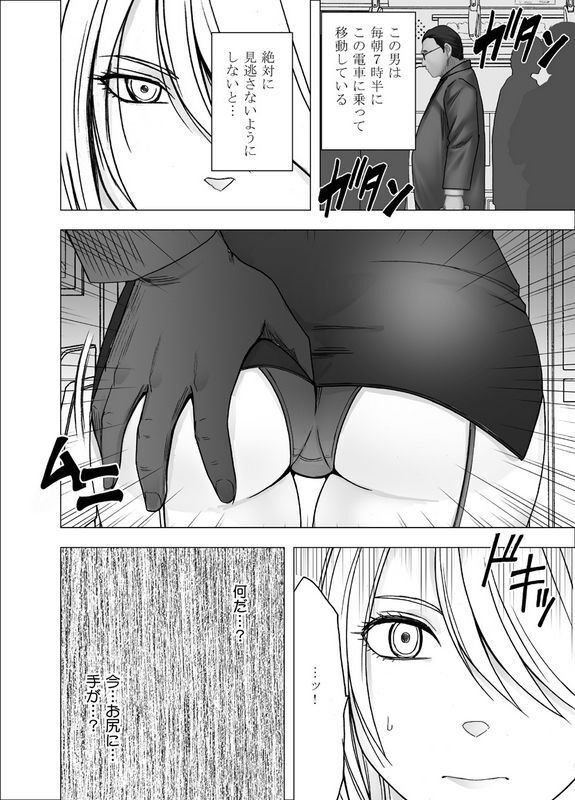 この男は
毎朝7時半に
この電車に乗って
移動している
ガタン
ガタン
絶対に
見逃さないように
しないと…
ムニ
ドキッ
…ッ！
何だ…？
今…お尻に…
手が…？